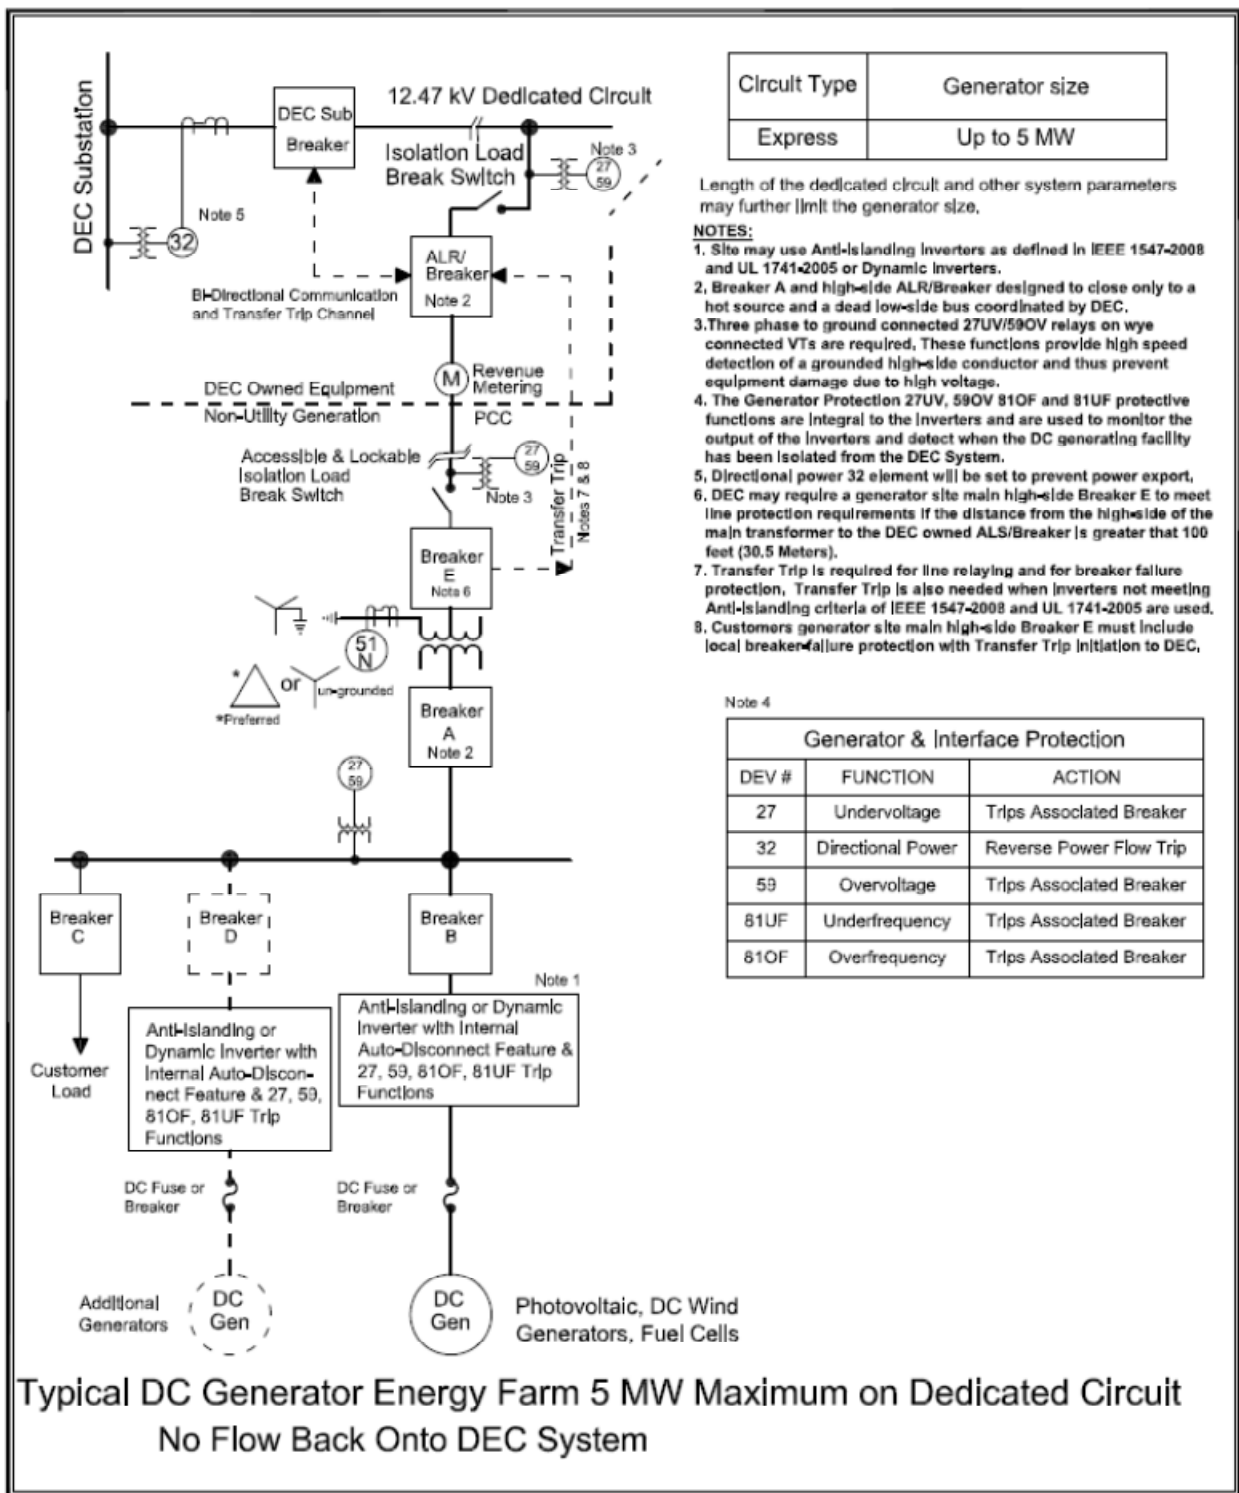 DEC Substation
DEC Sub
Breaker
12.47 kV Dedicated Circuit
Isolation Load
Break Switch
Note 3
27
59
Note 5
32
ALR/
Breaker
Note 2
Bi-Directional Communication
and Transfer Trip Channel
M
Revenue
Metering
DEC Owned Equipment
Non-Utility Generation
PCC
Accessible & Lockable
Isolation Load
Break Switch
27
59
Note 3
Transfer Trip
Notes 7 & 8
Breaker
E
Note 6
51
N
*
or
un-grounded
*Preferred
Breaker
A
Note 2
27
59
Breaker
C
Breaker
D
Breaker
B
Note 1
Customer
Load
Anti-Islanding or
Dynamic Inverter with
Internal Auto-Discon-
nect Feature & 27, 59,
81OF, 81UF Trip
Functions
Anti-Islanding or Dynamic
Inverter with Internal
Auto-Disconnect Feature &
27, 59, 81OF, 81UF Trip
Functions
DC Fuse or
Breaker
DC Fuse or
Breaker
Additional
Generators
DC
Gen
DC
Gen
Photovoltaic, DC Wind
Generators, Fuel Cells
Circuit Type Generator size
Express Up to 5 MW
Length of the dedicated circuit and other system parameters
may further limit the generator size.
NOTES:
1. Site may use Anti-Islanding Inverters as defined in IEEE 1547-2008
and UL 1741-2005 or Dynamic Inverters.
2. Breaker A and high-side ALR/Breaker designed to close only to a
hot source and a dead low-side bus coordinated by DEC.
3.Three phase to ground connected 27UV/59OV relays on wye
connected VTs are required. These functions provide high speed
detection of a grounded high-side conductor and thus prevent
equipment damage due to high voltage.
4. The Generator Protection 27UV, 59OV 81OF and 81UF protective
functions are integral to the inverters and are used to monitor the
output of the inverters and detect when the DC generating facility
has been isolated from the DEC System.
5. Directional power 32 element will be set to prevent power export.
6. DEC may require a generator site main high-side Breaker E to meet
line protection requirements if the distance from the high-side of the
main transformer to the DEC owned ALS/Breaker is greater that 100
feet (30.5 Meters).
7. Transfer Trip is required for line relaying and for breaker failure
protection. Transfer Trip is also needed when inverters not meeting
Anti-Islanding criteria of IEEE 1547-2008 and UL 1741-2005 are used.
8. Customers generator site main high-side Breaker E must include
local breaker-failure protection with Transfer Trip initiation to DEC.
Note 4
Generator & Interface Protection
DEV # FUNCTION ACTION
27 Undervoltage Trips Associated Breaker
32 Directional Power Reverse Power Flow Trip
59 Overvoltage Trips Associated Breaker
81UF Underfrequency Trips Associated Breaker
81OF Overfrequency Trips Associated Breaker
Typical DC Generator Energy Farm 5 MW Maximum on Dedicated Circuit
No Flow Back Onto DEC System